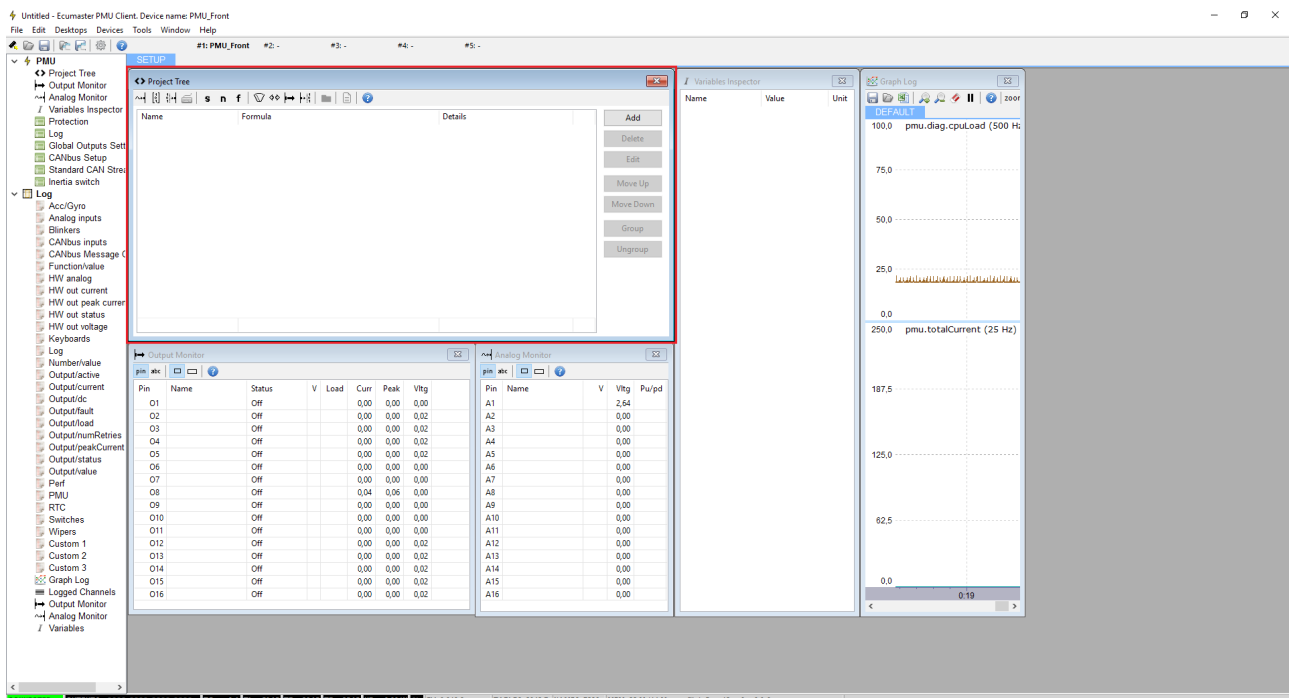 Untitled - Ecumaster PMU Client. Device name: PMU_Front
File Edit Desktops Devices Tools Window Help
#1: PMU_Front #2: - #3: - #4: - #5: -
PMU
Project Tree
Output Monitor
Analog Monitor
Variables Inspector
Protection
Log
Global Outputs Sett
CANbus Setup
Standard CAN Strea
Inertia switch
Log
Acc/Gyro
Analog inputs
Blinkers
CANbus inputs
CANbus Message O
Function/value
HW analog
HW out current
HW out peak curren
HW out status
HW out voltage
Keyboards
Log
Number/value
Output/active
Output/current
Output/dc
Output/fault
Output/load
Output/numRetries
Output/peakCurrent
Output/status
Output/value
Perf
PMU
RTC
Switches
Wipers
Custom 1
Custom 2
Custom 3
Graph Log
Logged Channels
Output Monitor
Analog Monitor
Variables
SETUP
Project Tree
s n f
Name Formula Details
Add
Delete
Edit
Move Up
Move Down
Group
Ungroup
Output Monitor
pin abc
Pin Name Status V Load Curr Peak Vltg
O1 Off 0,00 0,00 0,00
O2 Off 0,00 0,00 0,02
O3 Off 0,00 0,00 0,02
O4 Off 0,00 0,00 0,02
O5 Off 0,00 0,00 0,02
O6 Off 0,00 0,00 0,02
O7 Off 0,00 0,00 0,02
O8 Off 0,04 0,06 0,00
O9 Off 0,00 0,00 0,02
O10 Off 0,00 0,00 0,00
O11 Off 0,00 0,00 0,00
O12 Off 0,00 0,00 0,02
O13 Off 0,00 0,00 0,02
O14 Off 0,00 0,00 0,02
O15 Off 0,00 0,00 0,02
O16 Off 0,00 0,00 0,02
Analog Monitor
pin abc
Pin Name V Vltg Pu/pd
A1 2,64
A2 0,00
A3 0,00
A4 0,00
A5 0,00
A6 0,00
A7 0,00
A8 0,00
A9 0,00
A10 0,00
A11 0,00
A12 0,00
A13 0,00
A14 0,00
A15 0,00
A16 0,00
Variables Inspector
Name Value Unit
Graph Log
zoor
DEFAULT
100,0 pmu.diag.cpuLoad (500 Hz
75,0
50,0
25,0
0,0
250,0 pmu.totalCurrent (25 Hz)
187,5
125,0
62,5
0,0
0:19